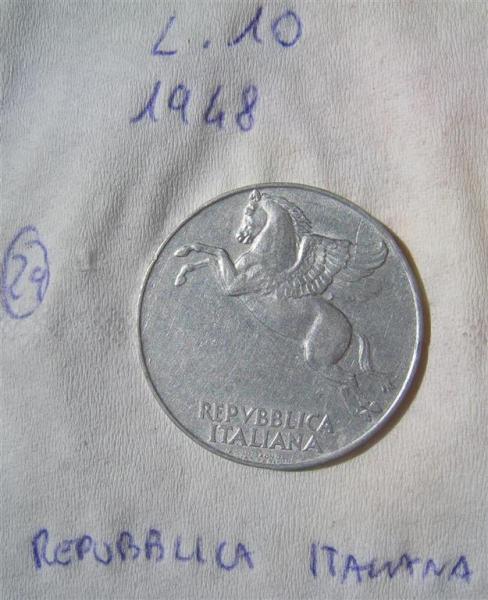 L. 10
1948
29
REPVBBLICA
ITALIANA
REPUBBLICA ITALIANA